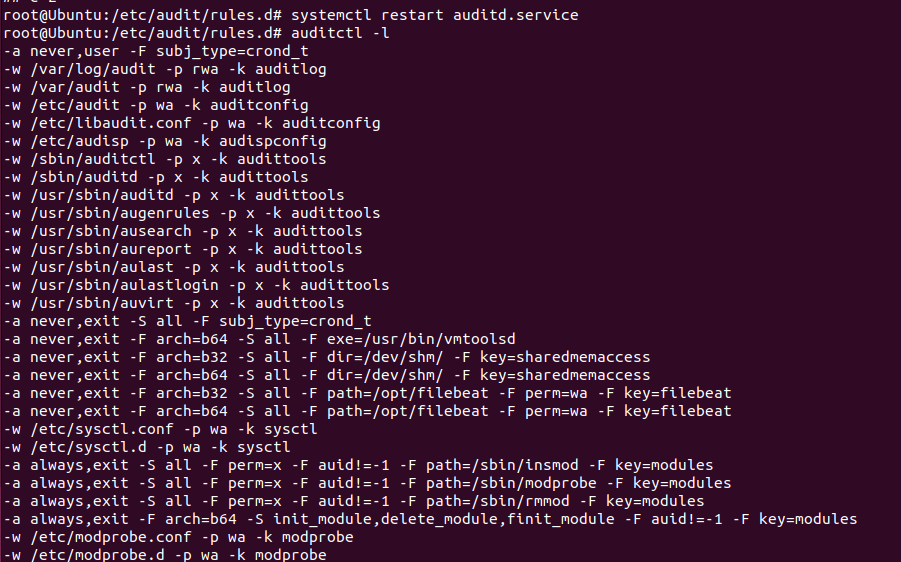 root@Ubuntu:/etc/audit/rules.d# systemctl restart auditd.service
root@Ubuntu:/etc/audit/rules.d# auditctl -l
-a never,user -F subj_type=crond_t
-w /var/log/audit -p rwa -k auditlog
-w /var/audit -p rwa -k auditlog
-w /etc/audit -p wa -k auditconfig
-w /etc/libaudit.conf -p wa -k auditconfig
-w /etc/audisp -p wa -k audispconfig
-w /sbin/auditctl -p x -k audittools
-w /sbin/auditd -p x -k audittools
-w /usr/sbin/auditd -p x -k audittools
-w /usr/sbin/augenrules -p x -k audittools
-w /usr/sbin/ausearch -p x -k audittools
-w /usr/sbin/aureport -p x -k audittools
-w /usr/sbin/aulast -p x -k audittools
-w /usr/sbin/aulastlogin -p x -k audittools
-w /usr/sbin/auvirt -p x -k audittools
-a never,exit -S all -F subj_type=crond_t
-a never,exit -F arch=b64 -S all -F exe=/usr/bin/vmtoolsd
-a never,exit -F arch=b32 -S all -F dir=/dev/shm/ -F key=sharedmemaccess
-a never,exit -F arch=b64 -S all -F dir=/dev/shm/ -F key=sharedmemaccess
-a never,exit -F arch=b32 -S all -F path=/opt/filebeat -F perm=wa -F key=filebeat
-a never,exit -F arch=b64 -S all -F path=/opt/filebeat -F perm=wa -F key=filebeat
-w /etc/sysctl.conf -p wa -k sysctl
-w /etc/sysctl.d -p wa -k sysctl
-a always,exit -S all -F perm=x -F auid!=-1 -F path=/sbin/insmod -F key=modules
-a always,exit -S all -F perm=x -F auid!=-1 -F path=/sbin/modprobe -F key=modules
-a always,exit -S all -F perm=x -F auid!=-1 -F path=/sbin/rmmod -F key=modules
-a always,exit -F arch=b64 -S init_module,delete_module,finit_module -F auid!=-1 -F key=modules
-w /etc/modprobe.conf -p wa -k modprobe
-w /etc/modprobe.d -p wa -k modprobe